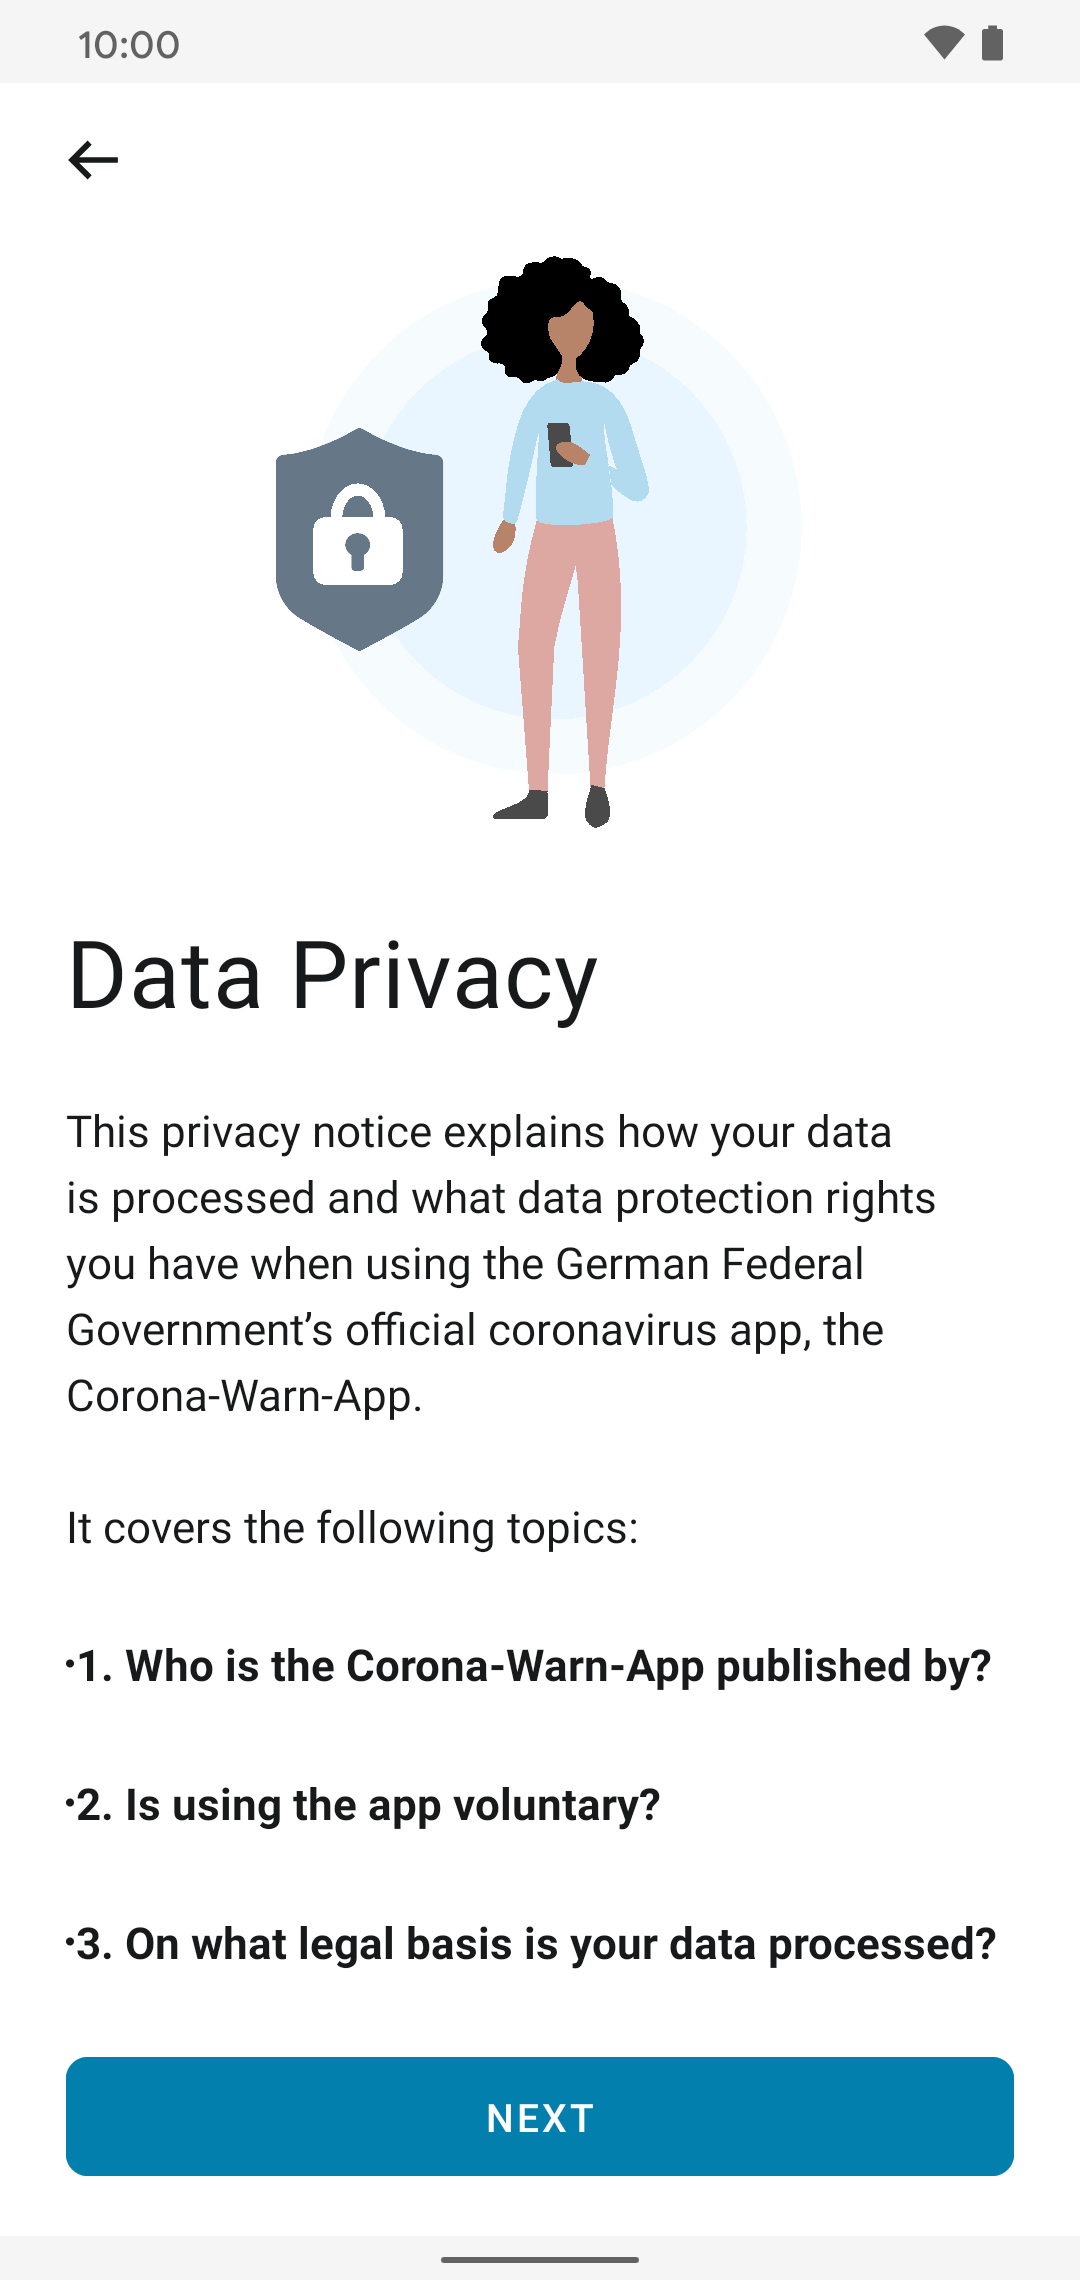 10:00
Data Privacy
This privacy notice explains how your data
is processed and what data protection rights
you have when using the German Federal
Government’s official coronavirus app, the
Corona-Warn-App.
It covers the following topics:
•1. Who is the Corona-Warn-App published by?
•2. Is using the app voluntary?
•3. On what legal basis is your data processed?
NEXT